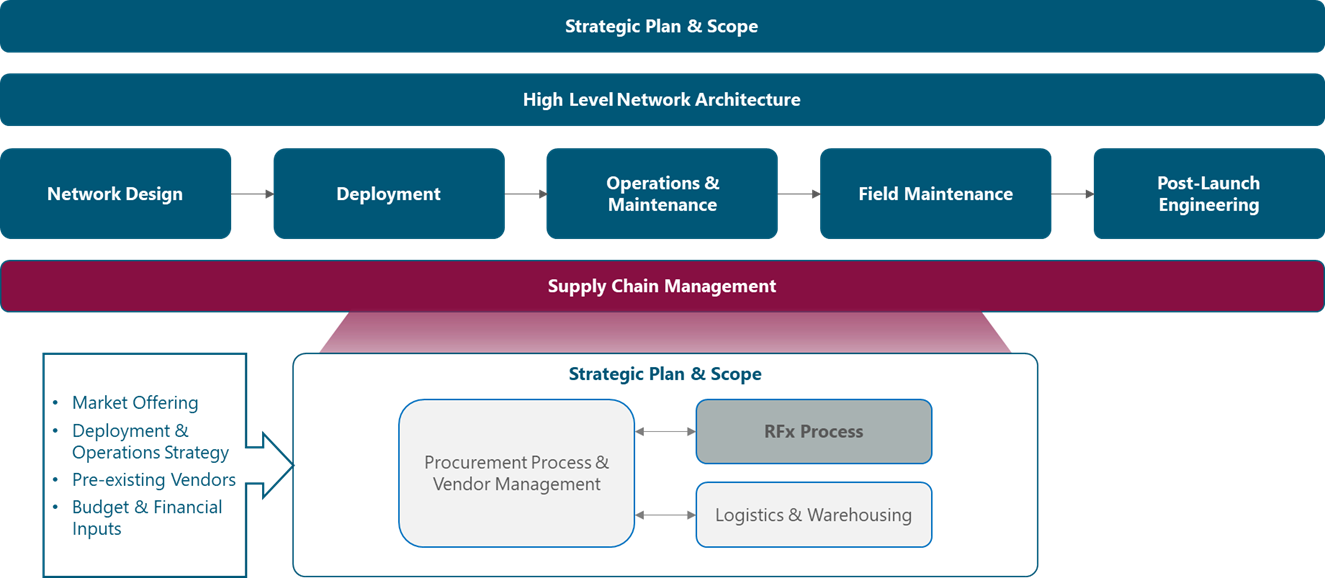 Strategic Plan & Scope
High Level Network Architecture
Network Design
Deployment
Operations &
Maintenance
Field Maintenance
Post-Launch
Engineering
Supply Chain Management
• Market Offering
• Deployment &
Operations Strategy
• Pre-existing Vendors
• Budget & Financial
Inputs
Strategic Plan & Scope
Procurement Process &
Vendor Management
RFx Process
Logistics & Warehousing